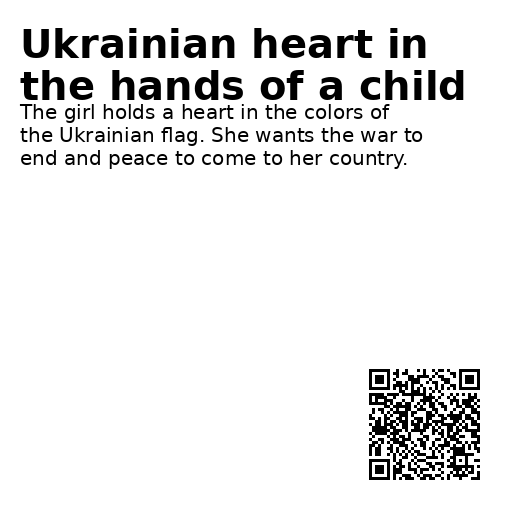 Ukrainian heart in
the hands of a child
The girl holds a heart in the colors of
the Ukrainian flag. She wants the war to
end and peace to come to her country.